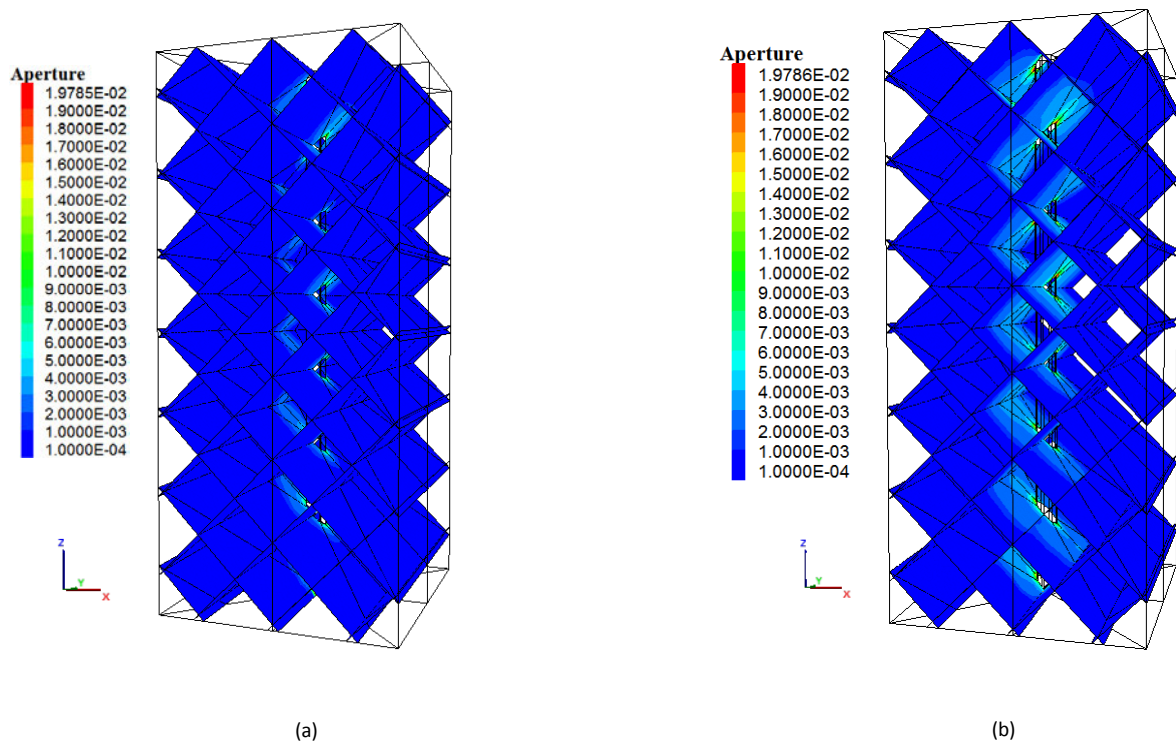 Aperture
1.9785E-02
1.9000E-02
1.8000E-02
1.7000E-02
1.6000E-02
1.5000E-02
1.4000E-02
1.3000E-02
1.2000E-02
1.1000E-02
1.0000E-02
9.0000E-03
8.0000E-03
7.0000E-03
6.0000E-03
5.0000E-03
4.0000E-03
3.0000E-03
2.0000E-03
1.0000E-03
1.0000E-04
Z
Y
X
(a)
Aperture
1.9786E-02
1.9000E-02
1.8000E-02
1.7000E-02
1.6000E-02
1.5000E-02
1.4000E-02
1.3000E-02
1.2000E-02
1.1000E-02
1.0000E-02
9.0000E-03
8.0000E-03
7.0000E-03
6.0000E-03
5.0000E-03
4.0000E-03
3.0000E-03
2.0000E-03
1.0000E-03
1.0000E-04
Z
Y
X
(b)